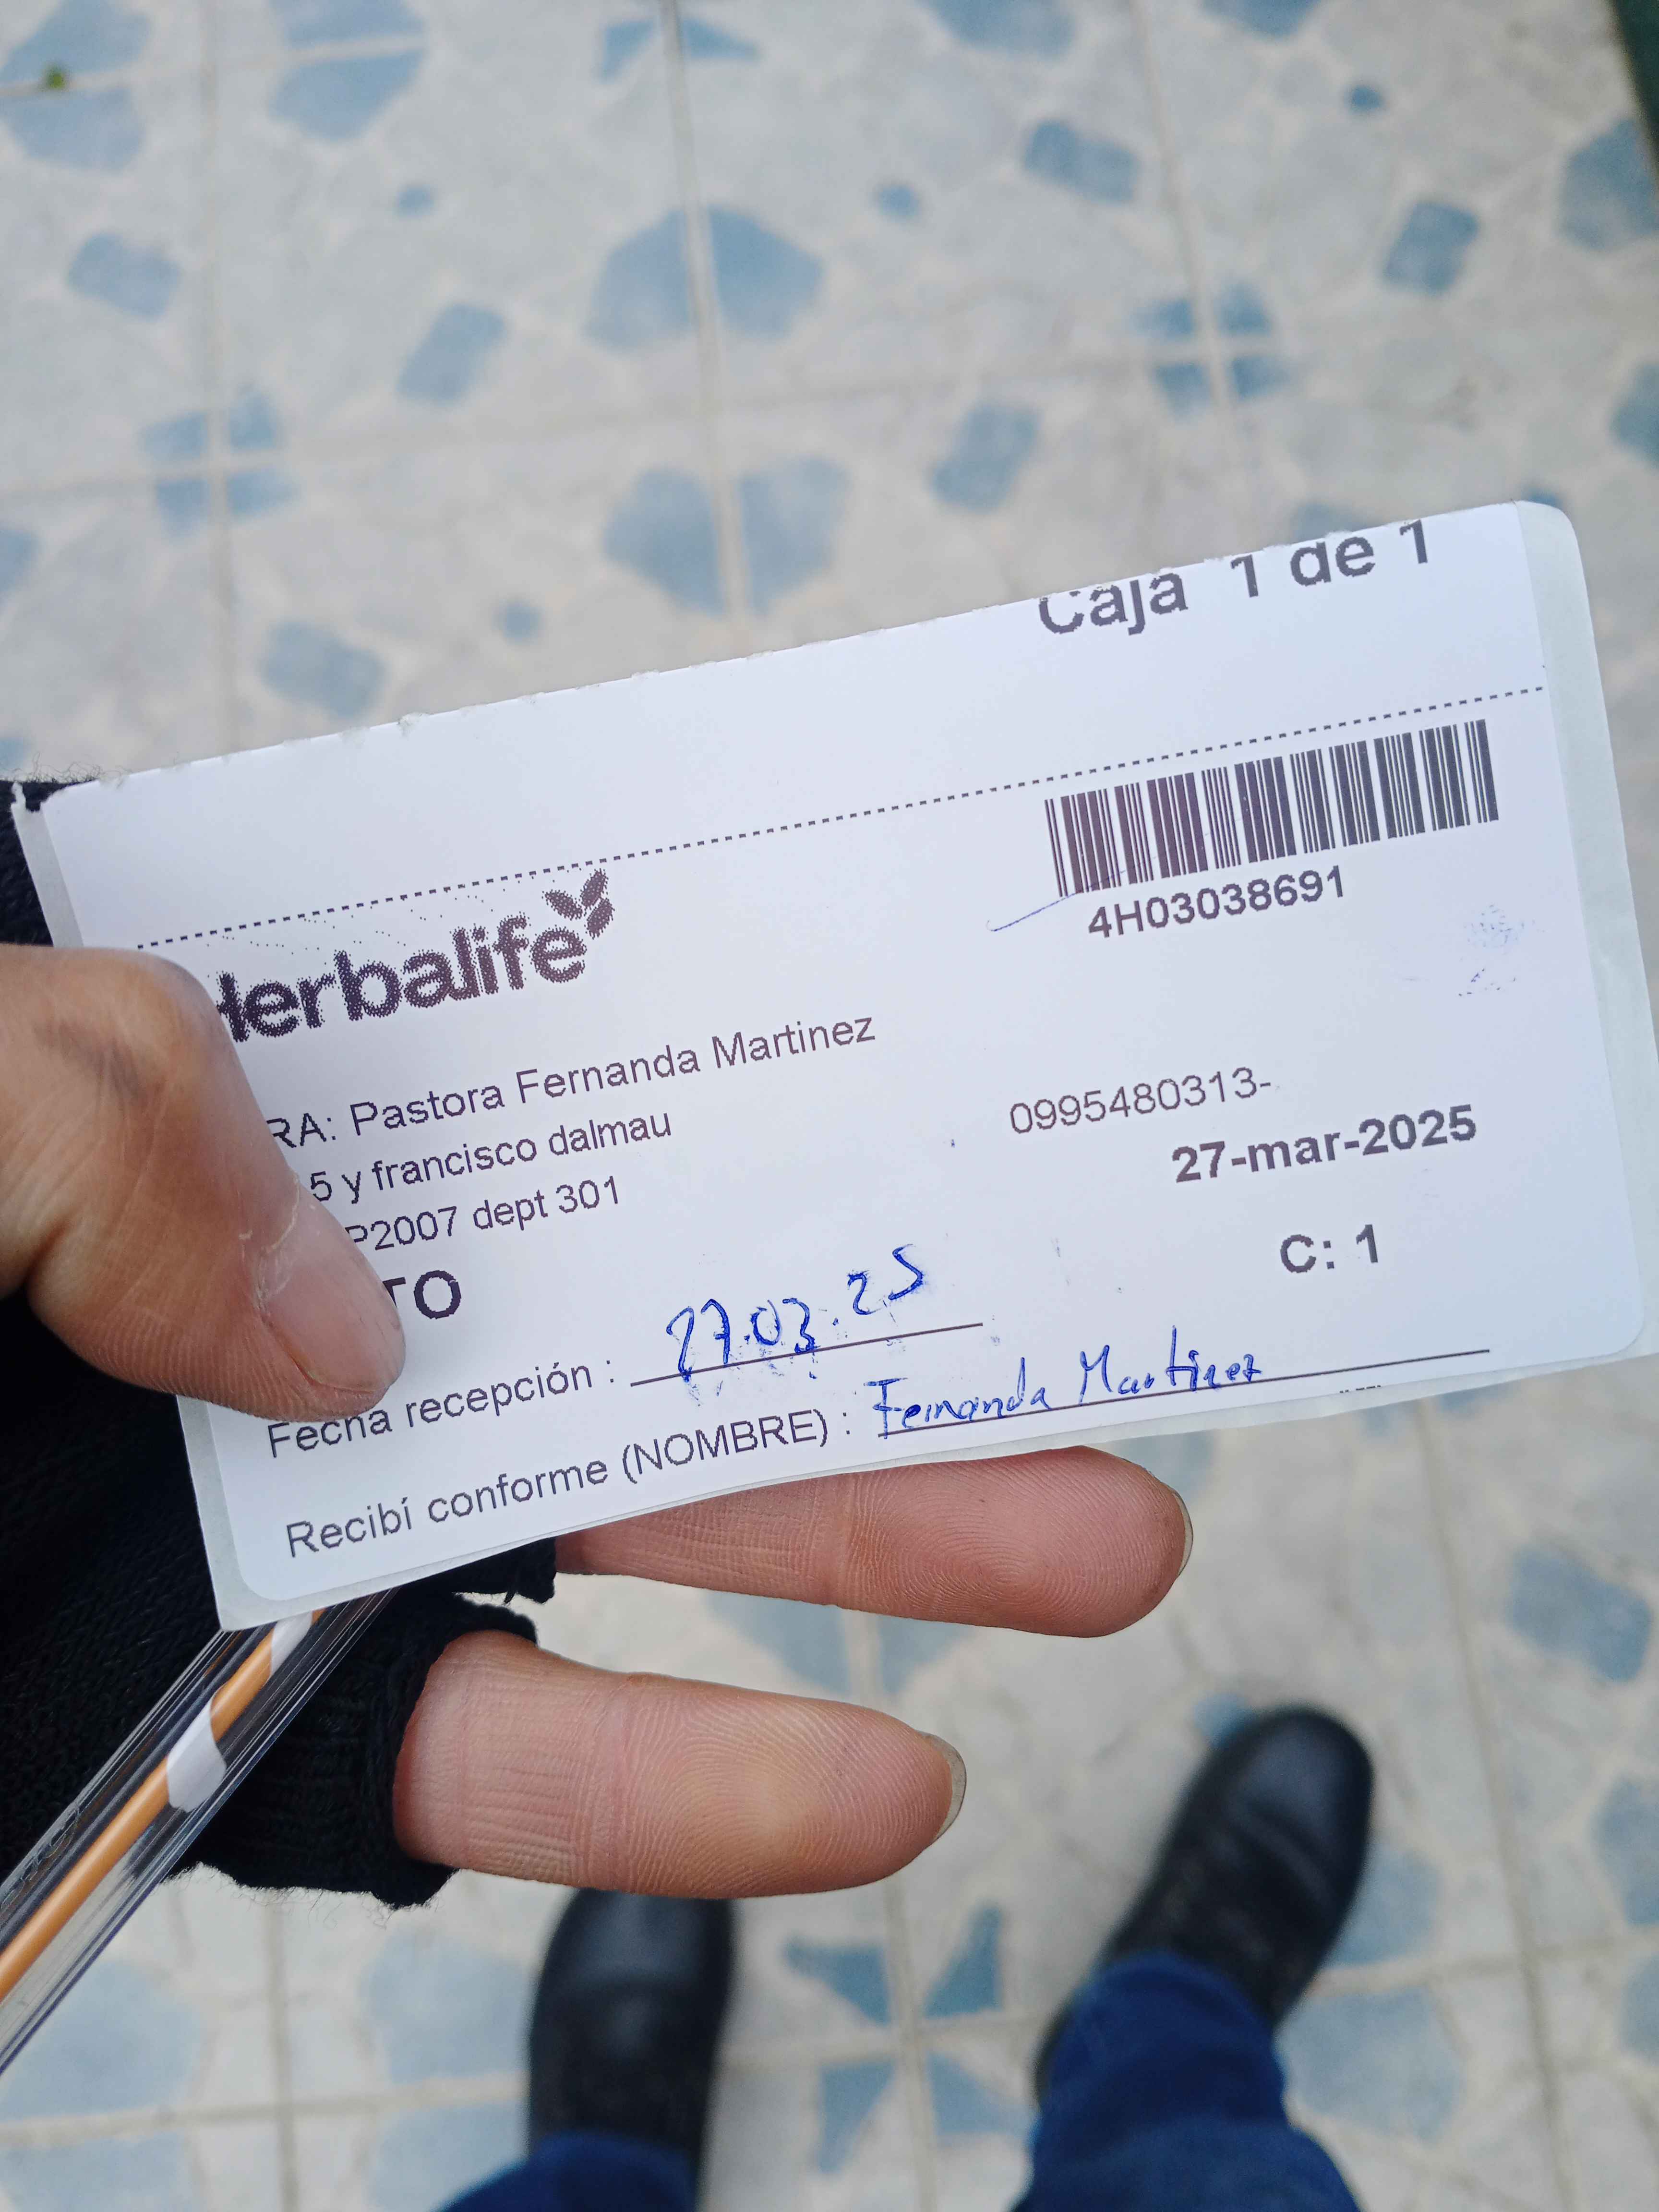 Caja 1 de 1
4H03038691
Herbalife
RA: Pastora Fernanda Martinez
5 y francisco dalmau
0995480313-
P2007 dept 301
27-mar-2025
TO
C: 1
Fecha recepción : 27.03.25
Recibí conforme (NOMBRE) : Fernanda Martinez